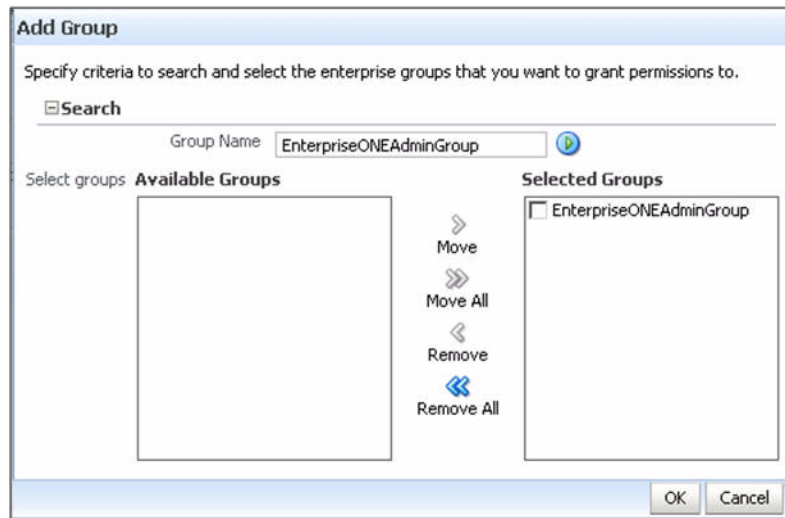 Add Group
Specify criteria to search and select the enterprise groups that you want to grant permissions to.
Search
Group Name EnterpriseONEAdminGroup
Select groups Available Groups Selected Groups
EnterpriseONEAdminGroup
Move
Move All
Remove
Remove All
OK Cancel